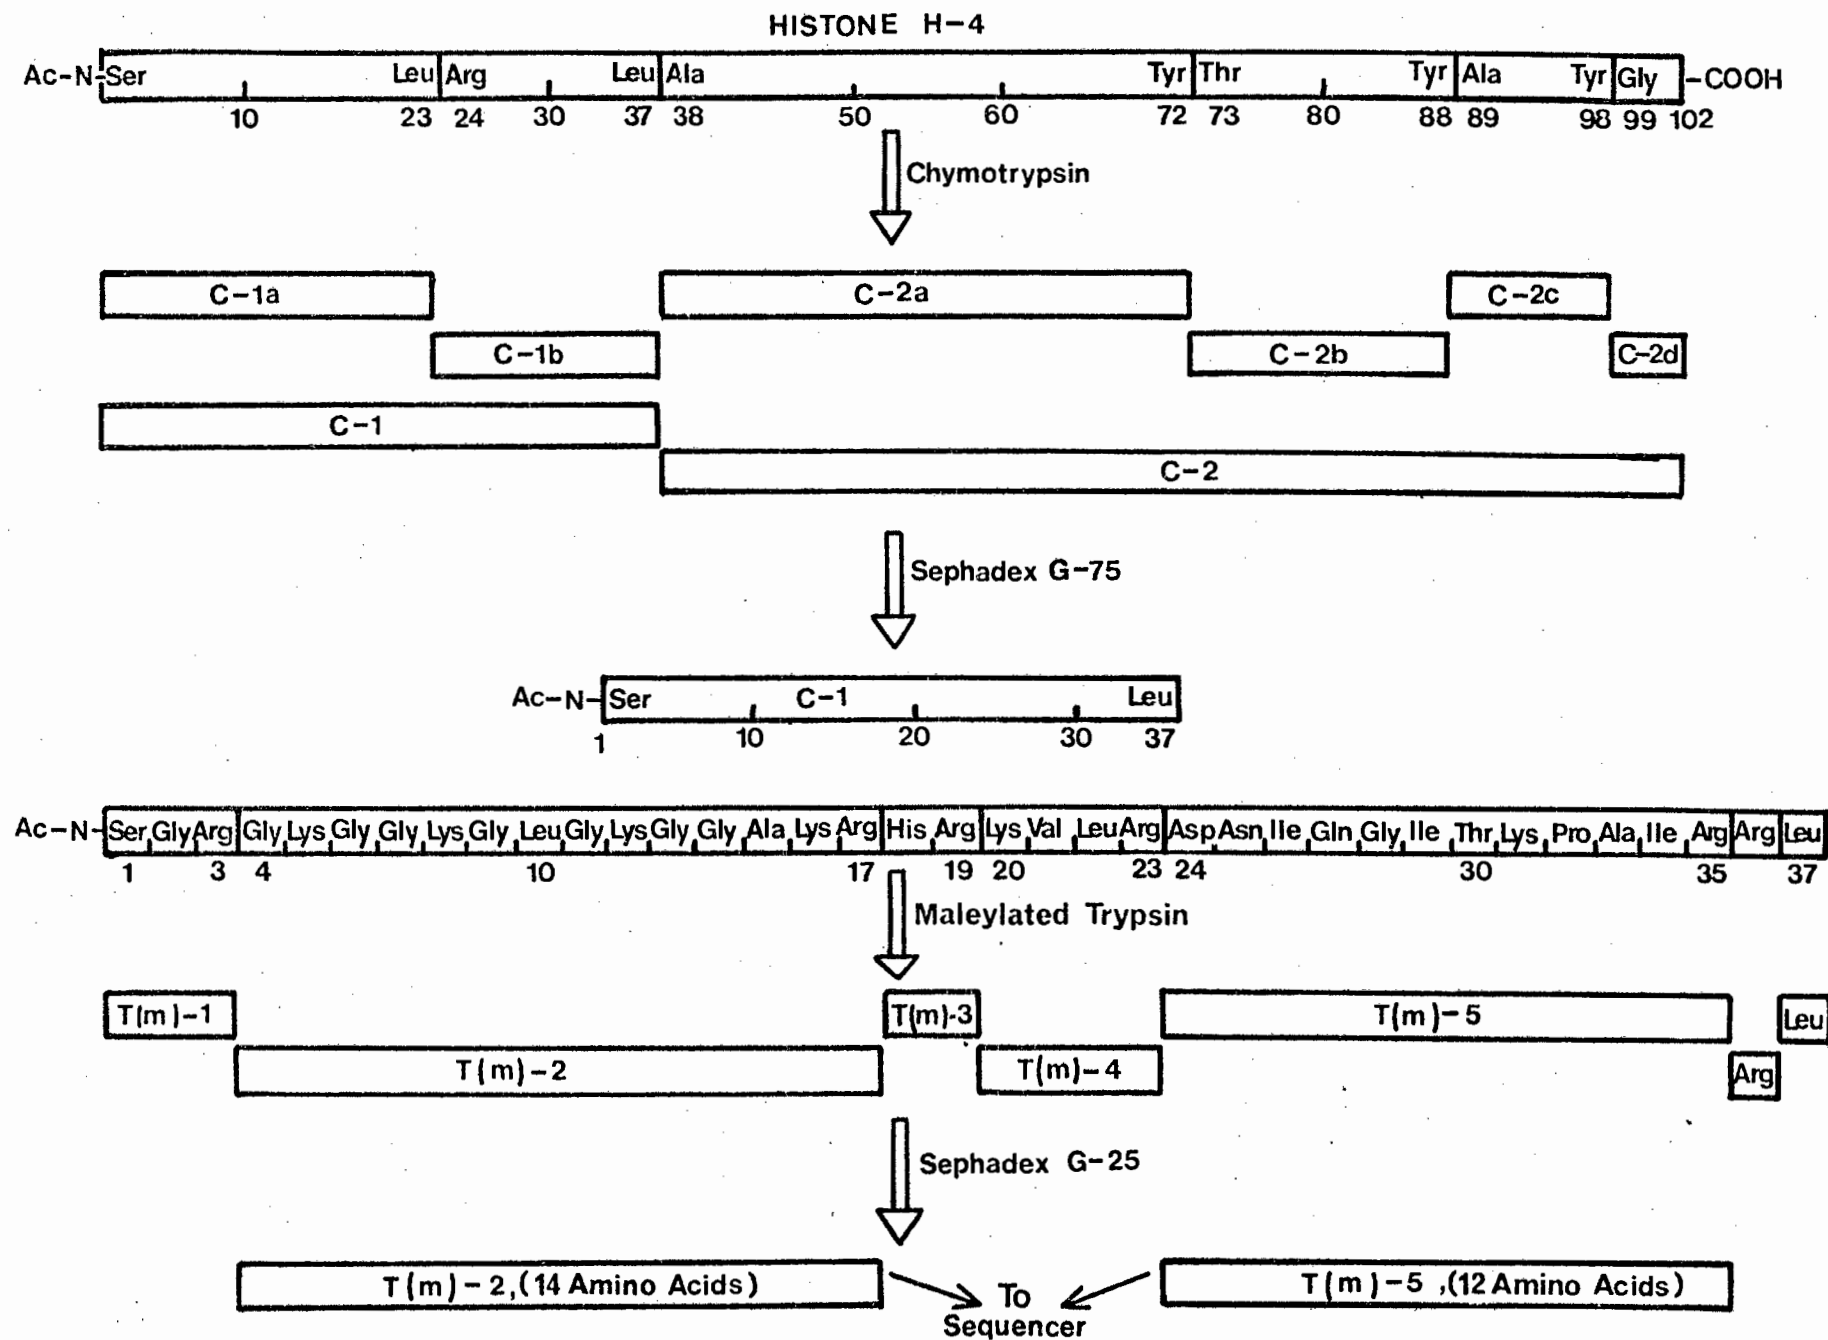 HISTONE H-4
Ac-N- Ser Leu Arg Leu Ala Tyr Thr Tyr Ala Tyr Gly -COOH
10 23 24 30 37 38 50 60 72 73 80 88 89 98 99 102
Chymotrypsin
C-1a C-2a C-2c
C-1b C-2b C-2d
C-1
C-2
Sephadex G-75
Ac-N- Ser C-1 Leu
1 10 20 30 37
Ac-N- Ser Gly Arg Gly Lys Gly Gly Lys Gly Leu Gly Lys Gly Gly Ala Lys Arg His Arg Lys Val Leu Arg Asp Asn Ile Gln Gly Ile Thr Lys Pro Ala Ile Arg Arg Leu
1 3 4 10 17 19 20 23 24 30 35 37
Maleylated Trypsin
T(m)-1 T(m)-3 T(m)-5 Leu
T(m)-2 T(m)-4 Arg
Sephadex G-25
T(m)-2,(14 Amino Acids) To T(m)-5,(12 Amino Acids)
Sequencer